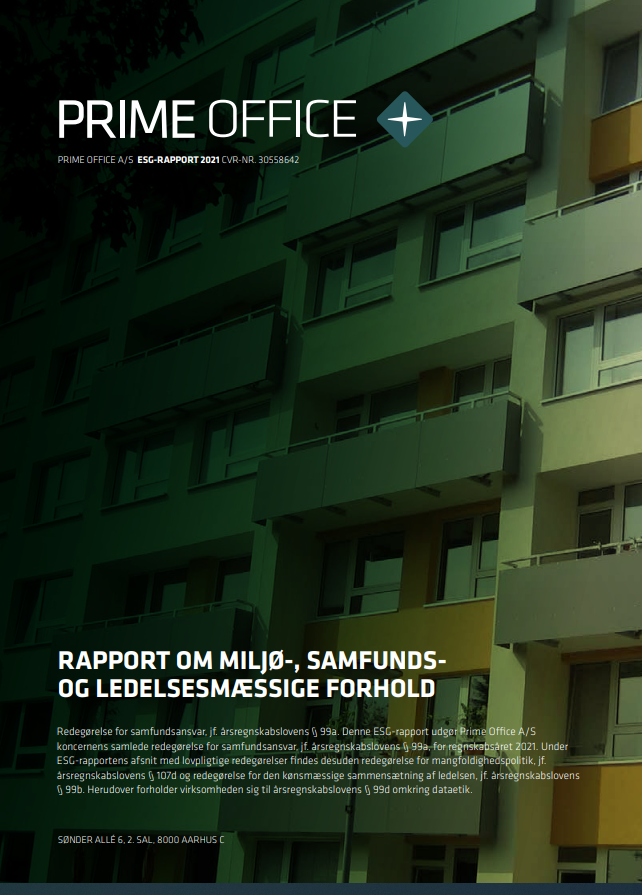 PRIME OFFICE
PRIME OFFICE A/S ESG-RAPPORT 2021 CVR-NR. 30558642
RAPPORT OM MILJØ-, SAMFUNDS-
OG LEDELSESMÆSSIGE FORHOLD
Redegørelse for samfundsansvar, jf. årsregnskabslovens § 99a. Denne ESG-rapport udgør Prime Office A/S
koncernens samlede redegørelse for samfundsansvar, jf. årsregnskabslovens § 99a, for regnskabsåret 2021. Under
ESG-rapportens afsnit med lovpligtige redegørelser findes desuden redegørelse for mangfoldighedspolitik, jf.
årsregnskabslovens § 107d og redegørelse for den kønsmæssige sammensætning af ledelsen, jf. årsregnskabslovens
§ 99b. Herudover forholder virksomheden sig til årsregnskabslovens § 99d omkring dataetik.
SØNDER ALLÉ 6, 2. SAL, 8000 AARHUS C